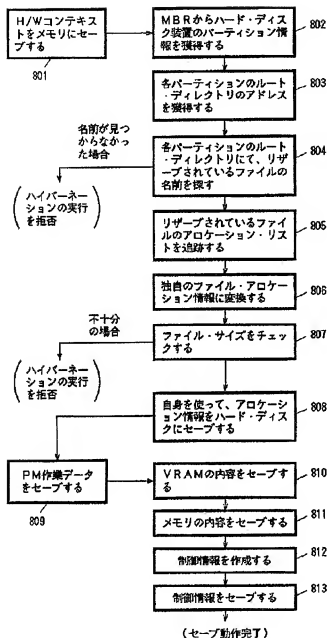 H/Wコンテキス
トをメモリにセー
ブする
801
MBRからハード・ディス
ク装置のパーティション情
報を獲得する
802
各パーティションのルート
・ディレクトリのアドレス
を獲得する
803
名前が見つ
からなかっ
た場合
各パーティションのルート
・ディレクトリにて、リザ
ーブされているファイルの
名前を探す
804
(ハイバーネー
ションの実行
を拒否)
リザーブされているファイ
ルのアロケーション・リス
トを追跡する
805
独自のファイル・アロケー
ション情報に変換する
806
不十分
の場合
ファイル・サイズをチェッ
クする
807
(ハイバーネー
ションの実行
を拒否)
自身を使って、アロケーシ
ョン情報をハード・ディス
クにセーブする
808
PM作業データ
をセーブする
809
VRAMの内容をセーブす
る
810
メモリの内容をセーブする
811
制御情報を作成する
812
制御情報をセーブする
813
(セーブ動作完了)